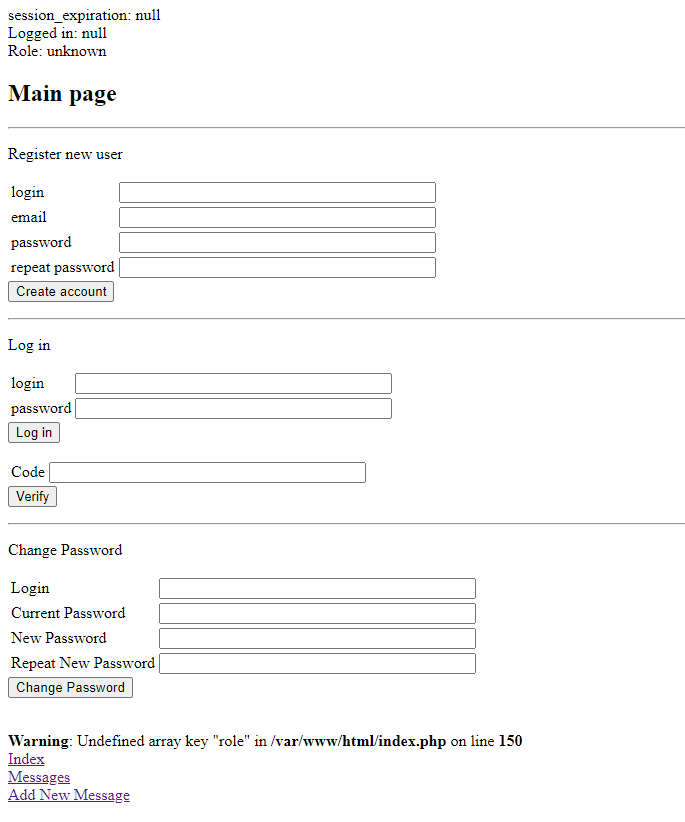 session_expiration: null
Logged in: null
Role: unknown
Main page
Register new user
login
email
password
repeat password
Create account
Log in
login
password
Log in
Code
Verify
Change Password
Login
Current Password
New Password
Repeat New Password
Change Password
Warning: Undefined array key "role" in /var/www/html/index.php on line 150
Index
Messages
Add New Message